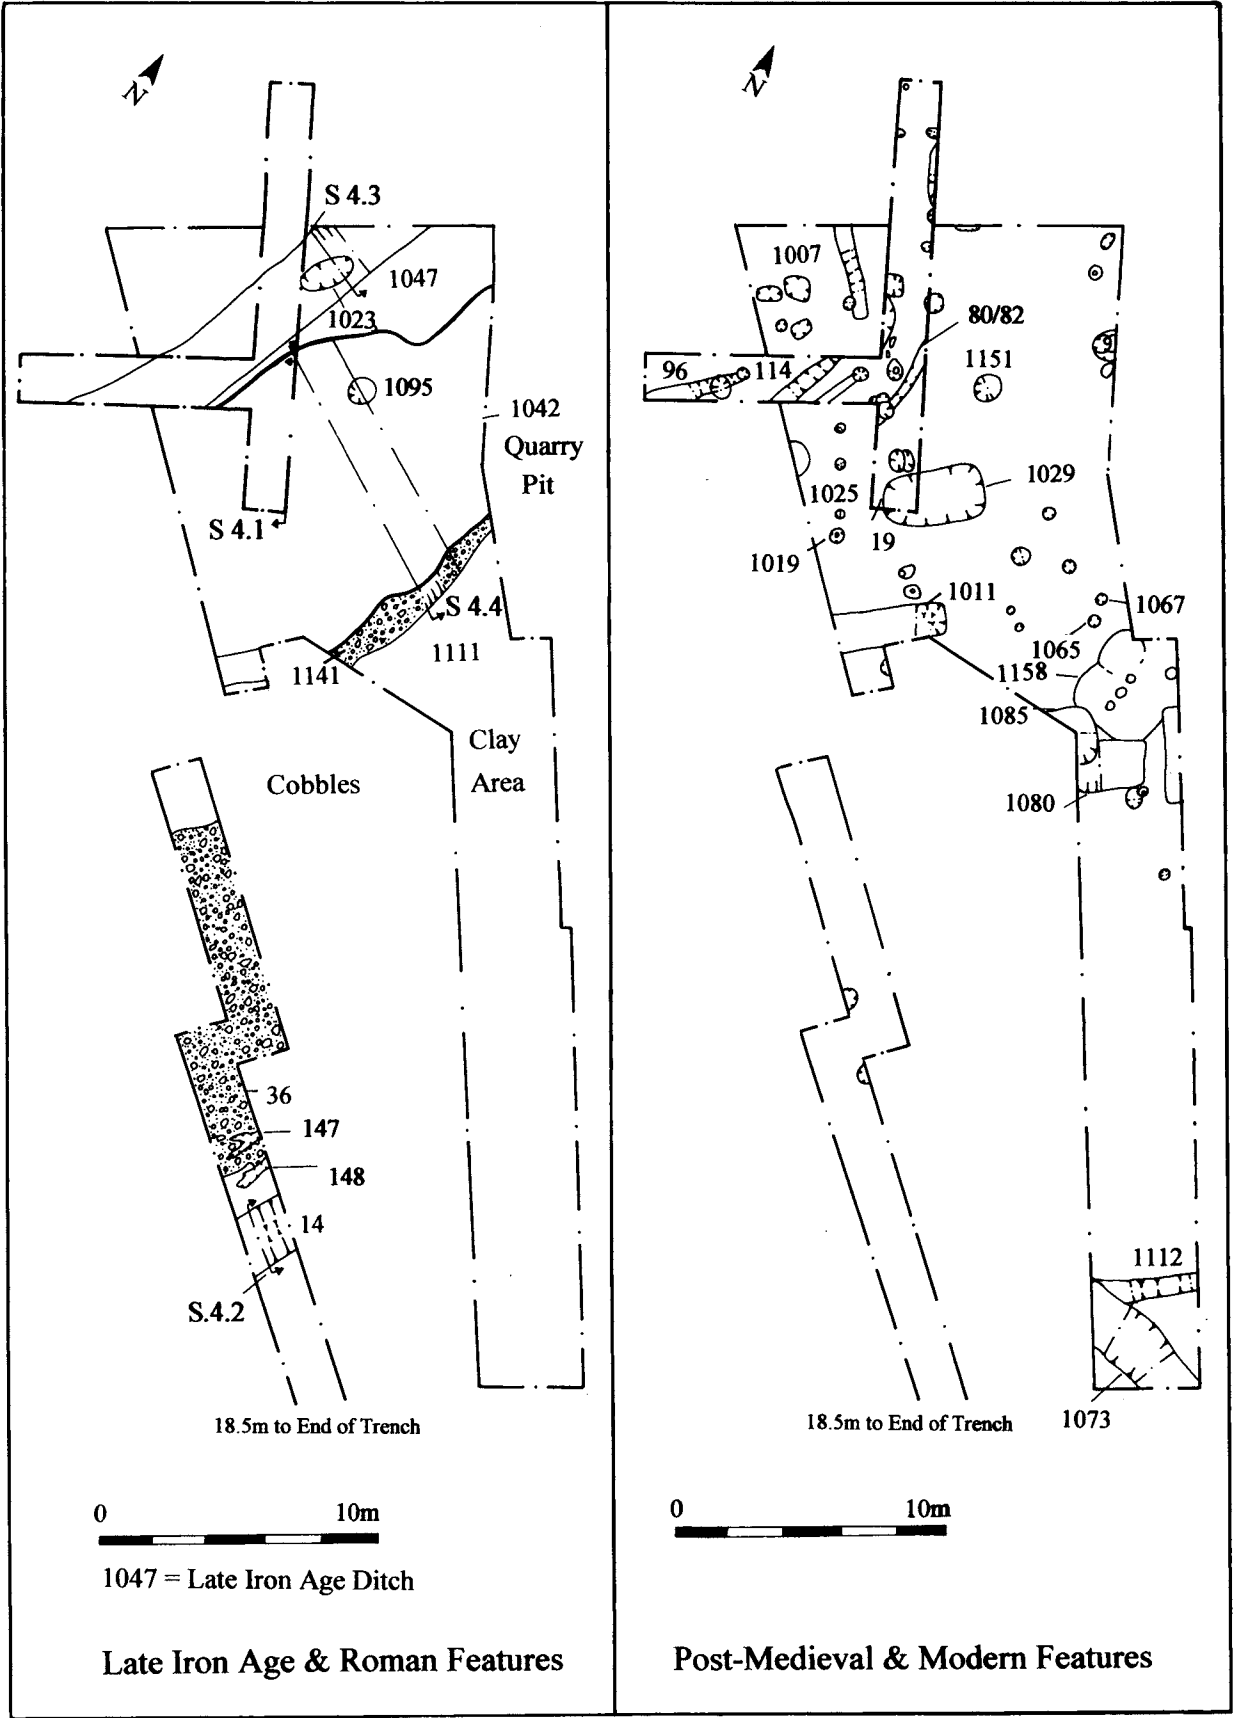 N
S 4.3
1047
1023
1095
1042
Quarry
Pit
S 4.1
S 4.4
1111
1141
Clay
Area
Cobbles
36
147
148
14
S.4.2
18.5m to End of Trench
0 10m
1047 = Late Iron Age Ditch
Late Iron Age & Roman Features
N
1007
80/82
96
114
1151
1025
1029
19
1019
1011
1067
1065
1158
1085
1080
1112
1073
18.5m to End of Trench
0 10m
Post-Medieval & Modern Features